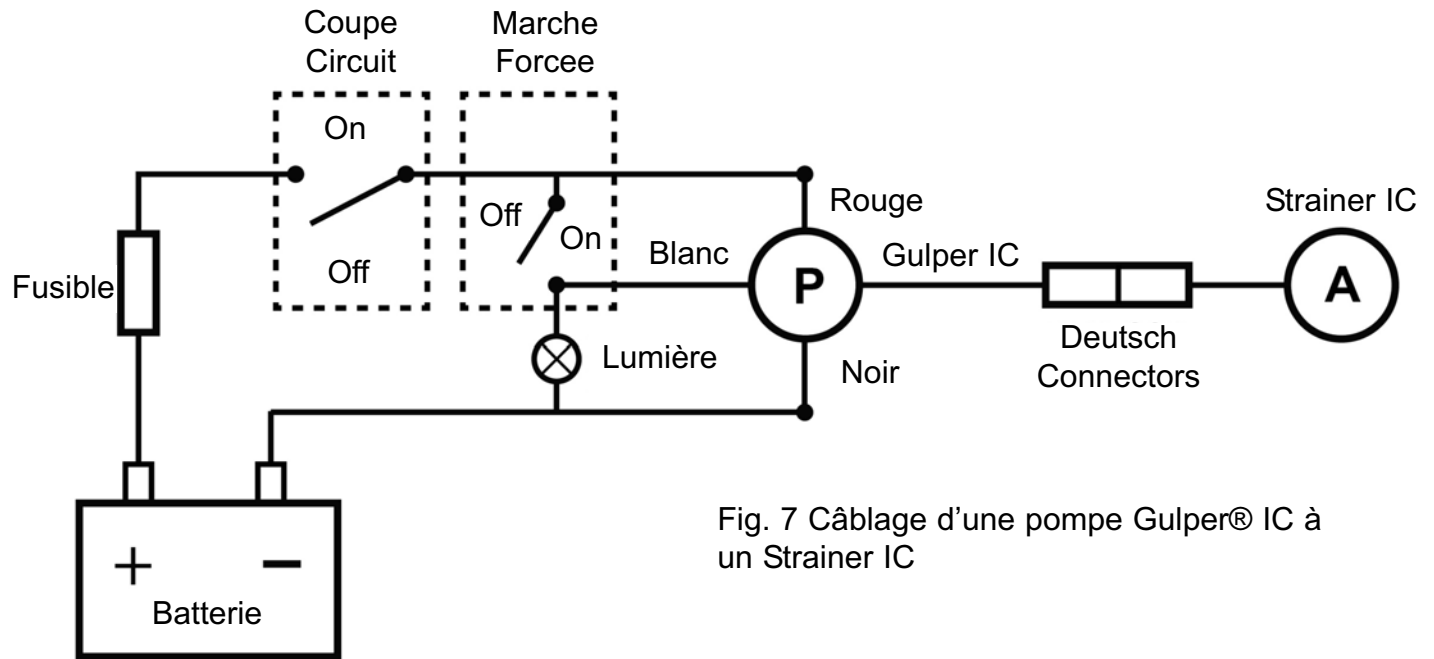 Coupe
Circuit
Marche
Forcee
On
Off
Off
On
Fusible
Rouge
Blanc
Gulper IC
Strainer IC
P
A
Lumière
Noir
Deutsch
Connectors
+ −
Batterie
Fig. 7 Câblage d’une pompe Gulper® IC à
un Strainer IC